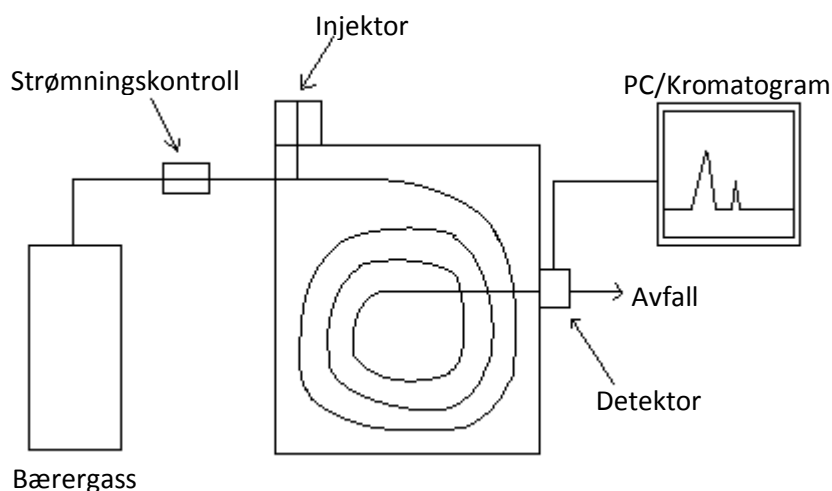 Injektor
Strømningskontroll
PC/Kromatogram
Avfall
Detektor
Bærergass